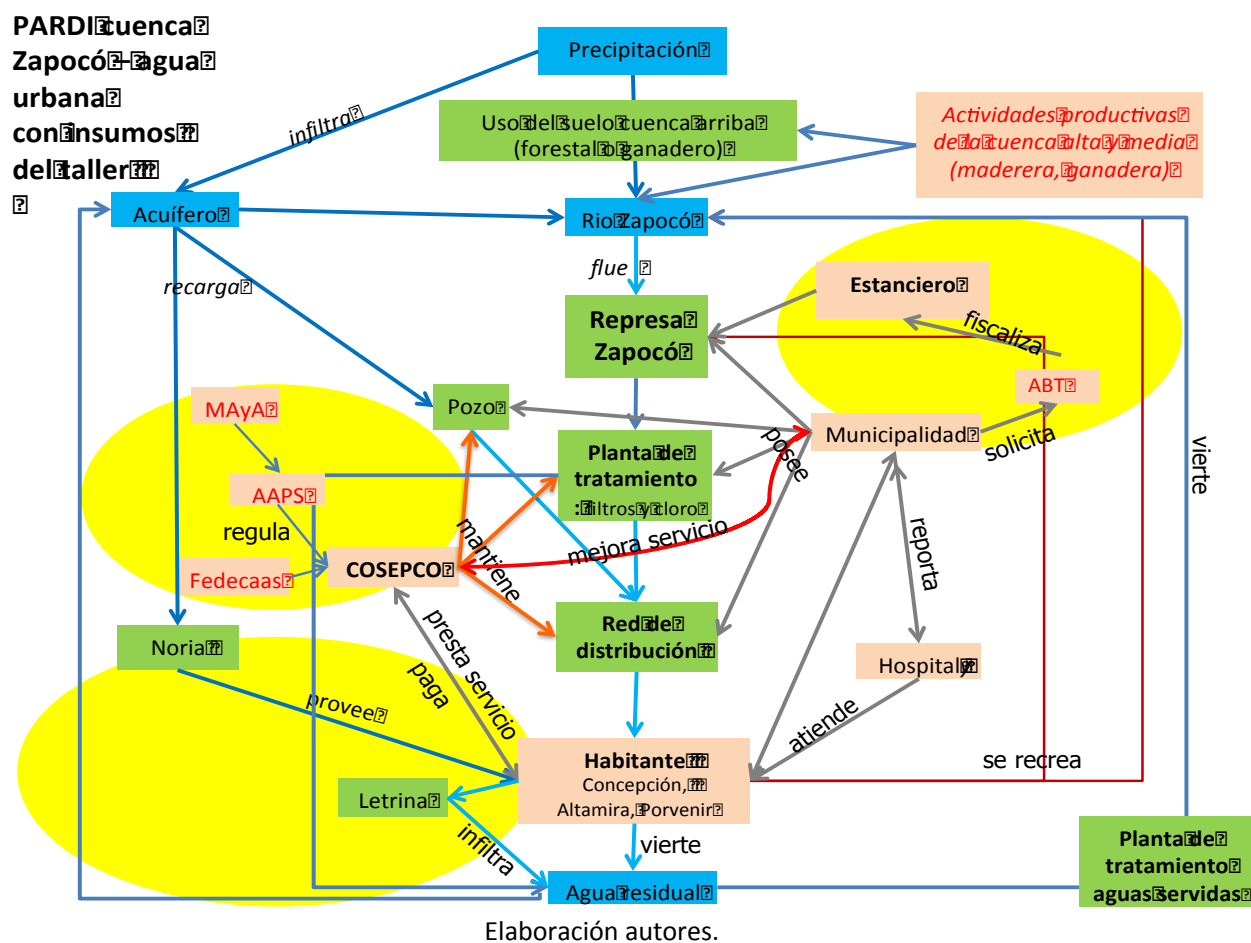 PARDI cuenca
Zapocó – agua
urbana
con insumos
del taller
Precipitación
infiltra
Uso del suelo cuenca arriba
(forestal o ganadero)
Actividades productivas
de la cuenca alta y media
(maderera, ganadera)
Acuífero
Rio Zapocó
flue
recarga
Estanciero
Represa
Zapocó
fiscaliza
ABT
MAyA
Pozo
Municipalidad
solicita
posee
vierte
Planta de
tratamiento
: filtros y cloro
AAPS
regula
mantiene
mejora servicio
reporta
Fedecaas
COSEPCO
Red de
distribución
Noria
Hospital
presta servicio
paga
provee
atiende
se recrea
Habitante
Concepción,
Altamira, Porvenir
Letrina
infiltra
vierte
Planta de
tratamiento
aguas servidas
Agua residual
Elaboración autores.